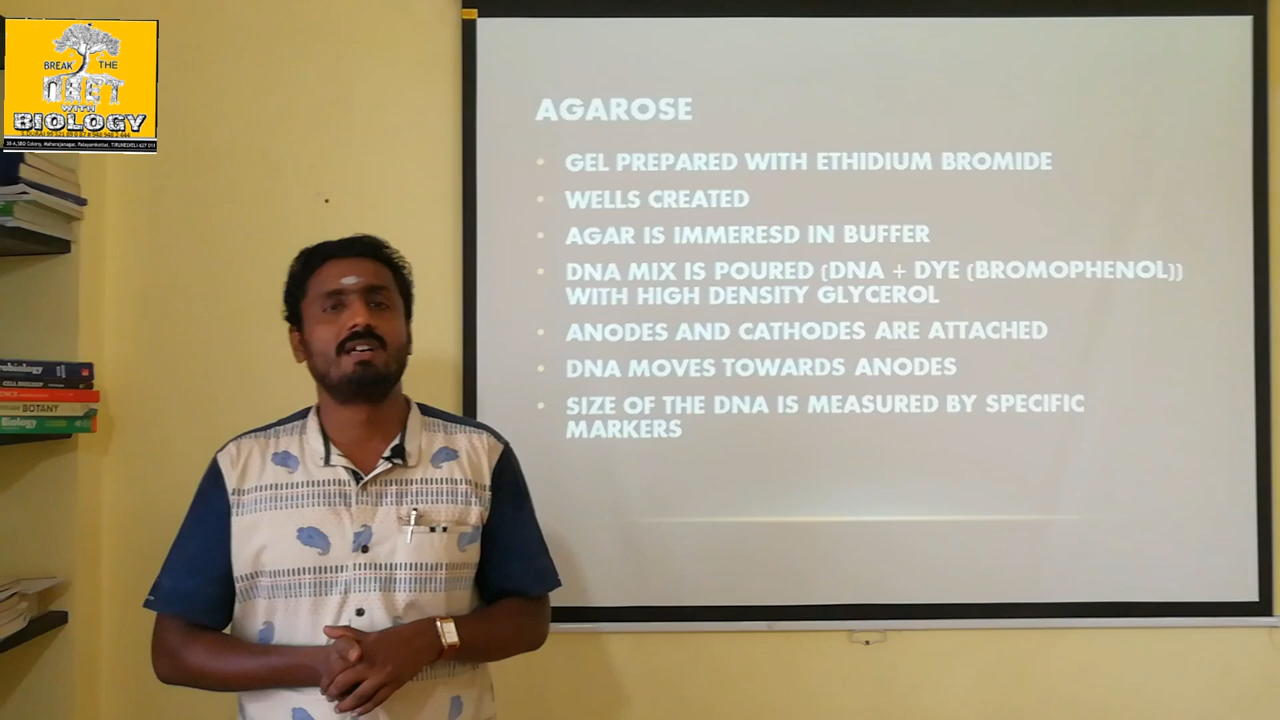 BREAK THE
NEET
WITH
BIOLOGY
AGAROSE
• GEL PREPARED WITH ETHIDIUM BROMIDE
• WELLS CREATED
• AGAR IS IMMERESD IN BUFFER
• DNA MIX IS POURED (DNA + DYE (BROMOPHENOL))
WITH HIGH DENSITY GLYCEROL
• ANODES AND CATHODES ARE ATTACHED
• DNA MOVES TOWARDS ANODES
• SIZE OF THE DNA IS MEASURED BY SPECIFIC
MARKERS
CELL BIOLOGY
BOTANY
Biology